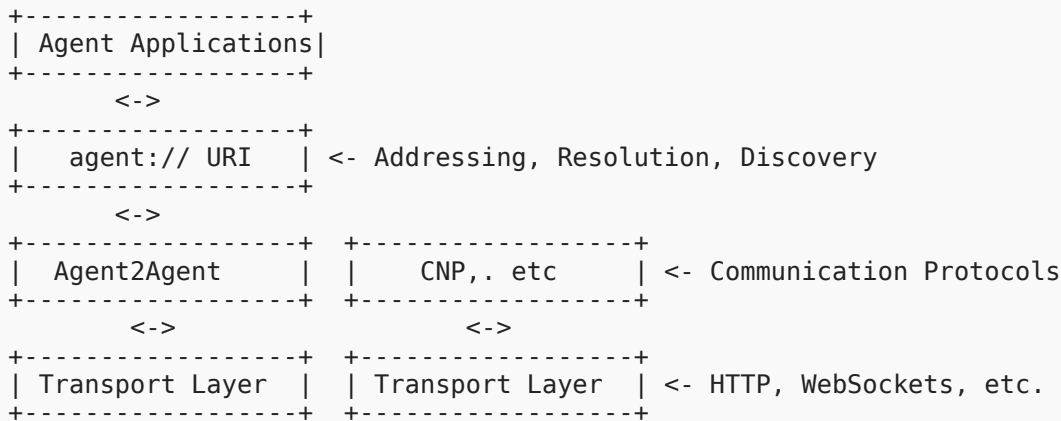 +------------------+
| Agent Applications|
+------------------+
<->
+------------------+
| agent:// URI | <- Addressing, Resolution, Discovery
+------------------+
<->
+------------------+ +------------------+
| Agent2Agent | | CNP,. etc | <- Communication Protocols
+------------------+ +------------------+
<-> <->
+------------------+ +------------------+
| Transport Layer | | Transport Layer | <- HTTP, WebSockets, etc.
+------------------+ +------------------+